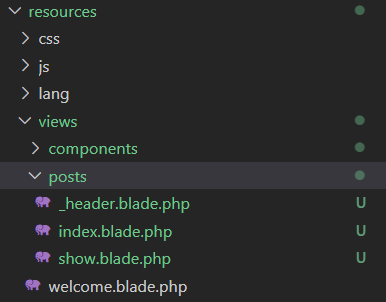 resources
css
js
lang
views
components
posts
_header.blade.php U
index.blade.php U
show.blade.php U
welcome.blade.php